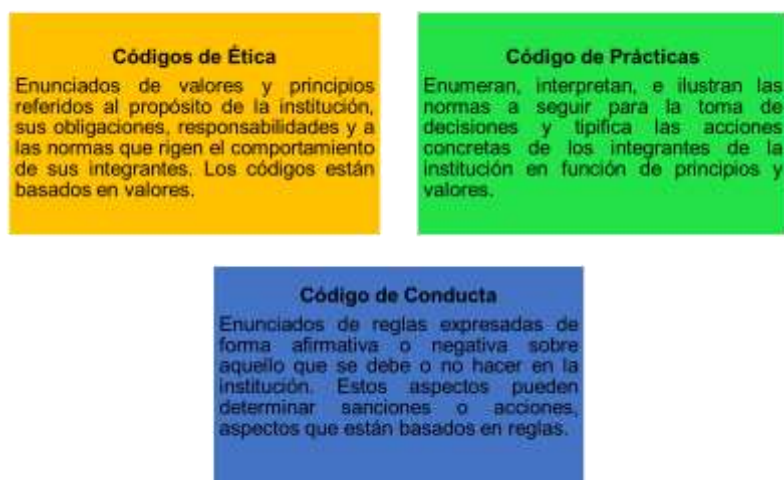 Códigos de Ética
Enunciados de valores y principios
referidos al propósito de la institución,
sus obligaciones, responsabilidades y a
las normas que rigen el comportamiento
de sus integrantes. Los códigos están
basados en valores.
Código de Prácticas
Enumeran, interpretan, e ilustran las
normas a seguir para la toma de
decisiones y tipifica las acciones
concretas de los integrantes de la
institución en función de principios y
valores.
Código de Conducta
Enunciados de reglas expresadas de
forma afirmativa o negativa sobre
aquello que se debe o no hacer en la
institución. Estos aspectos pueden
determinar sanciones o acciones,
aspectos que están basados en reglas.